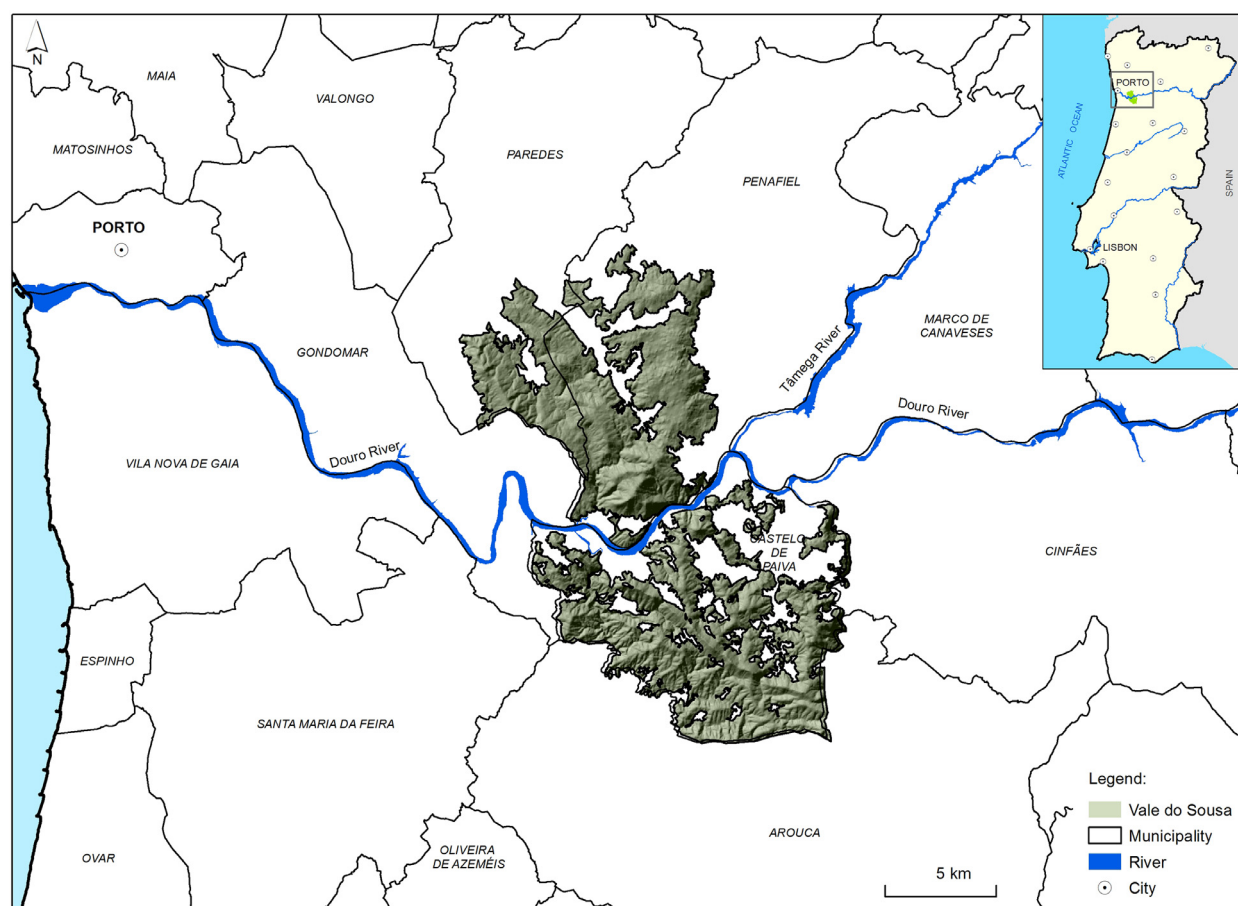 N
MAIA
VALONGO
MATOSINHOS
PAREDES
PENAFIEL
PORTO
GONDOMAR
MARCO DE
CANAVESES
Tâmega River
Douro River
VILA NOVA DE GAIA
Douro River
CASTELO
DE
PAIVA
CINFÃES
ESPINHO
SANTA MARIA DA FEIRA
AROUCA
OLIVEIRA
DE AZEMÉIS
OVAR
5 km
PORTO
ATLANTIC OCEAN
SPAIN
LISBON
Legend:
Vale do Sousa
Municipality
River
City